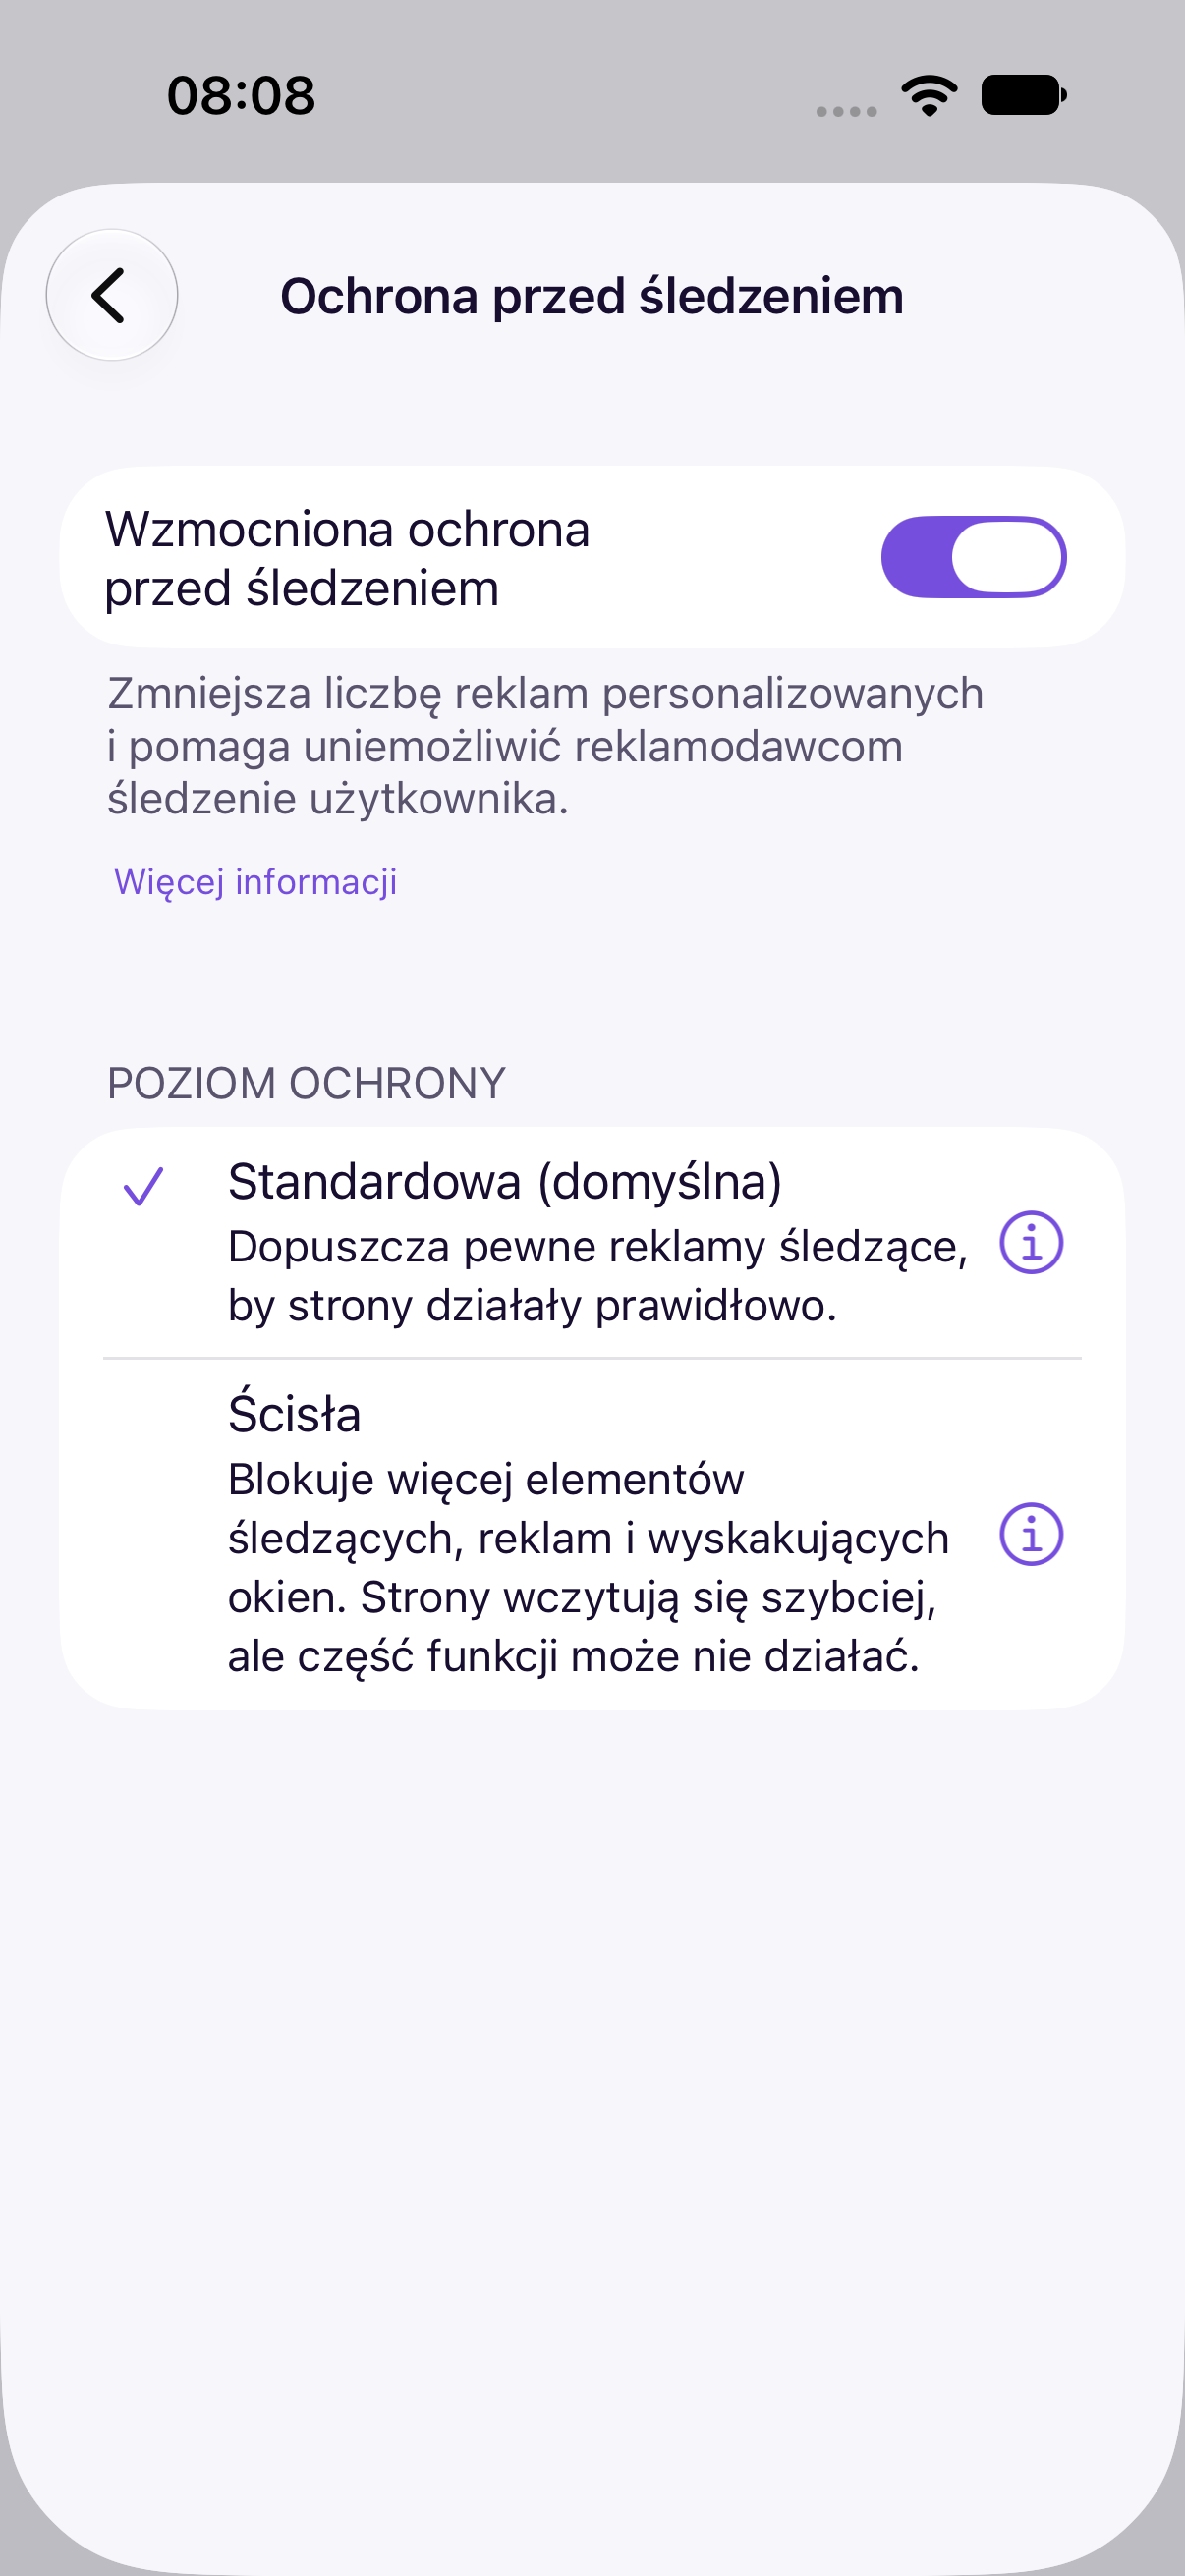 08:08
Ochrona przed śledzeniem
Wzmocniona ochrona
przed śledzeniem
Zmniejsza liczbę reklam personalizowanych
i pomaga uniemożliwić reklamodawcom
śledzenie użytkownika.
Więcej informacji
POZIOM OCHRONY
Standardowa (domyślna)
Dopuszcza pewne reklamy śledzące,
by strony działały prawidłowo.
Ścisła
Blokuje więcej elementów
śledzących, reklam i wyskakujących
okien. Strony wczytują się szybciej,
ale część funkcji może nie działać.